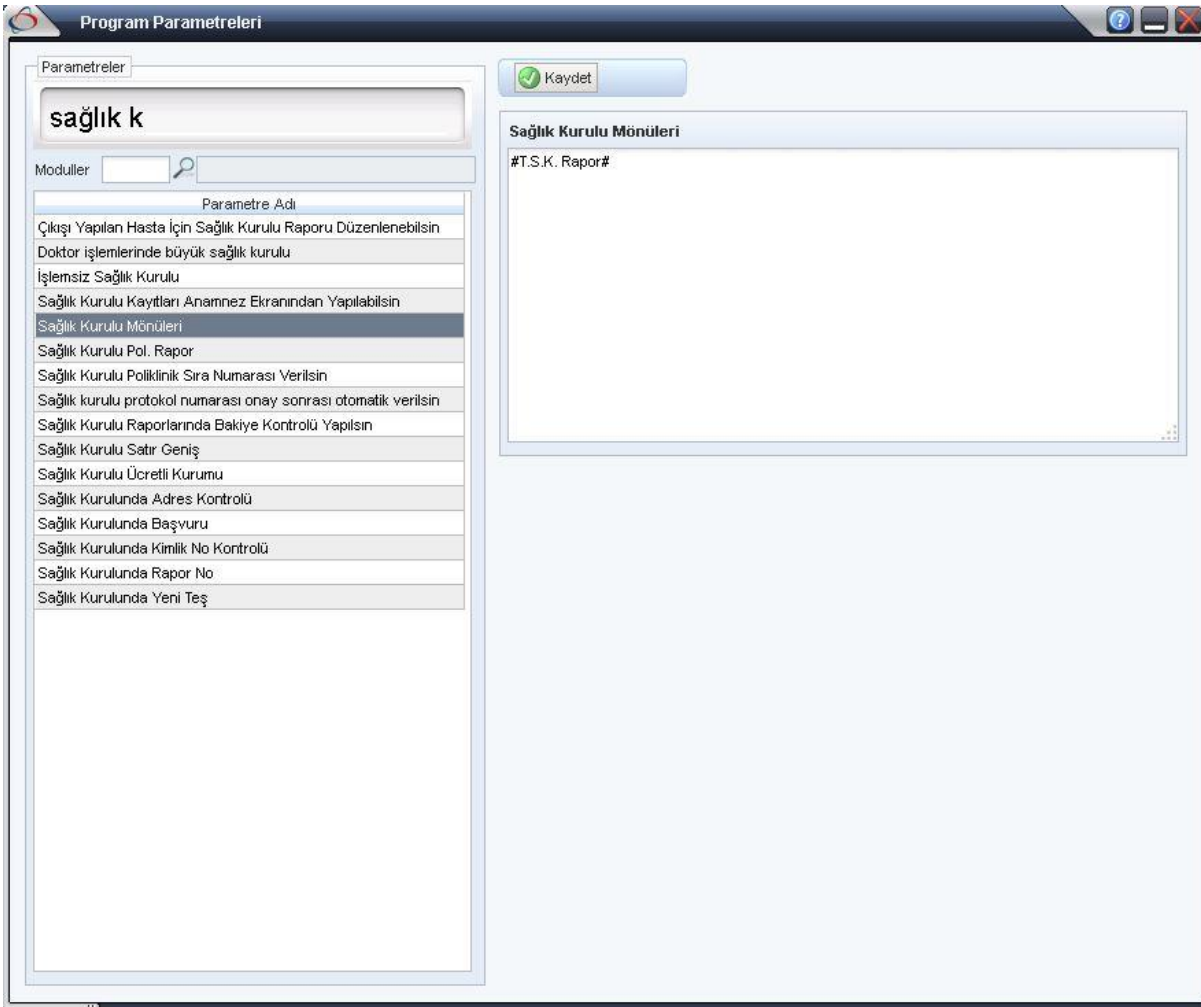 Program Parametreleri
Parametreler
sağlık k
Moduller
Parametre Adı
Çıkışı Yapılan Hasta İçin Sağlık Kurulu Raporu Düzenlenebilsin
Doktor işlemlerinde büyük sağlık kurulu
İşlemsiz Sağlık Kurulu
Sağlık Kurulu Kayıtları Anamnez Ekranından Yapılabilsin
Sağlık Kurulu Mönüleri
Sağlık Kurulu Pol. Rapor
Sağlık Kurulu Poliklinik Sıra Numarası Verilsin
Sağlık kurulu protokol numarası onay sonrası otomatik verilsin
Sağlık Kurulu Raporlarında Bakiye Kontrolü Yapılsın
Sağlık Kurulu Satır Geniş
Sağlık Kurulu Ücretli Kurumu
Sağlık Kurulunda Adres Kontrolü
Sağlık Kurulunda Başvuru
Sağlık Kurulunda Kimlik No Kontrolü
Sağlık Kurulunda Rapor No
Sağlık Kurulunda Yeni Teş
Kaydet
Sağlık Kurulu Mönüleri
#T.S.K. Rapor#